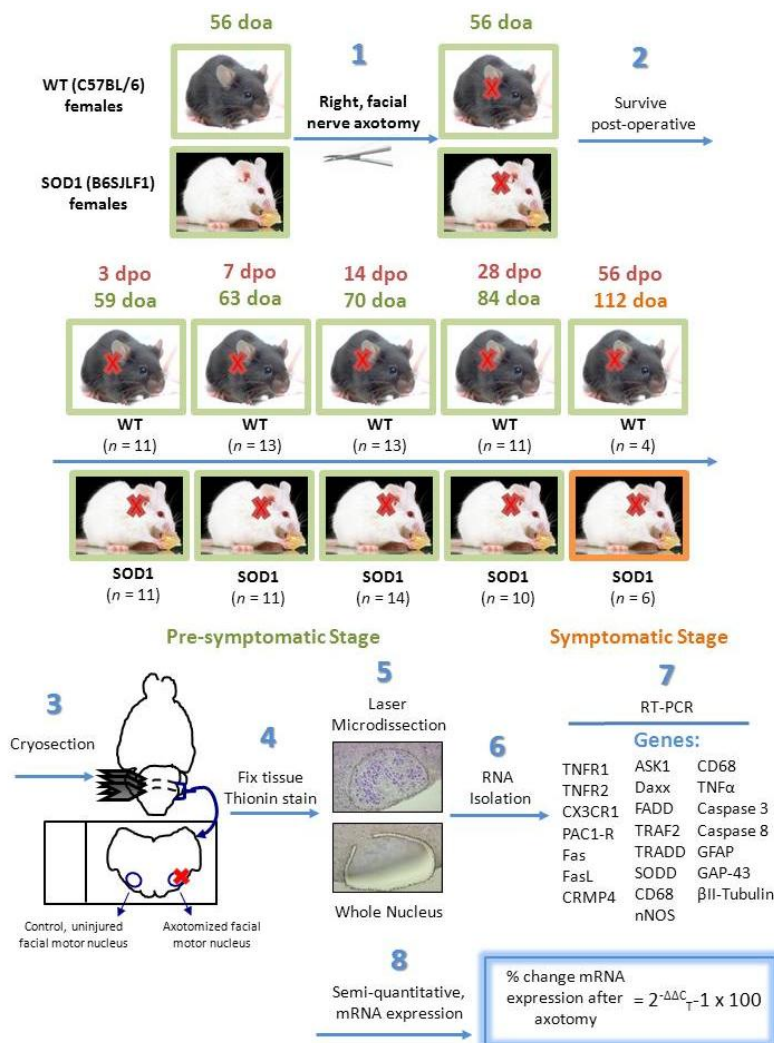 56 doa
56 doa
1
2
WT (C57BL/6)
females
Right, facial
nerve axotomy
Survive
post-operative
SOD1 (B6SJLF1)
females
3 dpo
7 dpo
14 dpo
28 dpo
56 dpo
59 doa
63 doa
70 doa
84 doa
112 doa
WT
WT
WT
WT
WT
(n = 11)
(n = 13)
(n = 13)
(n = 11)
(n = 4)
SOD1
SOD1
SOD1
SOD1
SOD1
(n = 11)
(n = 11)
(n = 14)
(n = 10)
(n = 6)
Pre-symptomatic Stage
Symptomatic Stage
3
Cryosection
4
Fix tissue
Thionin stain
5
Laser
Microdissection
Whole Nucleus
6
RNA
Isolation
7
RT-PCR
Genes:
TNFR1
TNFR2
CX3CR1
PAC1-R
Fas
FasL
CRMP4
ASK1
Daxx
FADD
TRAF2
TRADD
SODD
CD68
nNOS
CD68
TNFα
Caspase 3
Caspase 8
GFAP
GAP-43
βII-Tubulin
Control, uninjured
facial motor nucleus
Axotomized facial
motor nucleus
8
Semi-quantitative,
mRNA expression
% change mRNA
expression after
axotomy
= 2^-ΔΔC_T-1 x 100